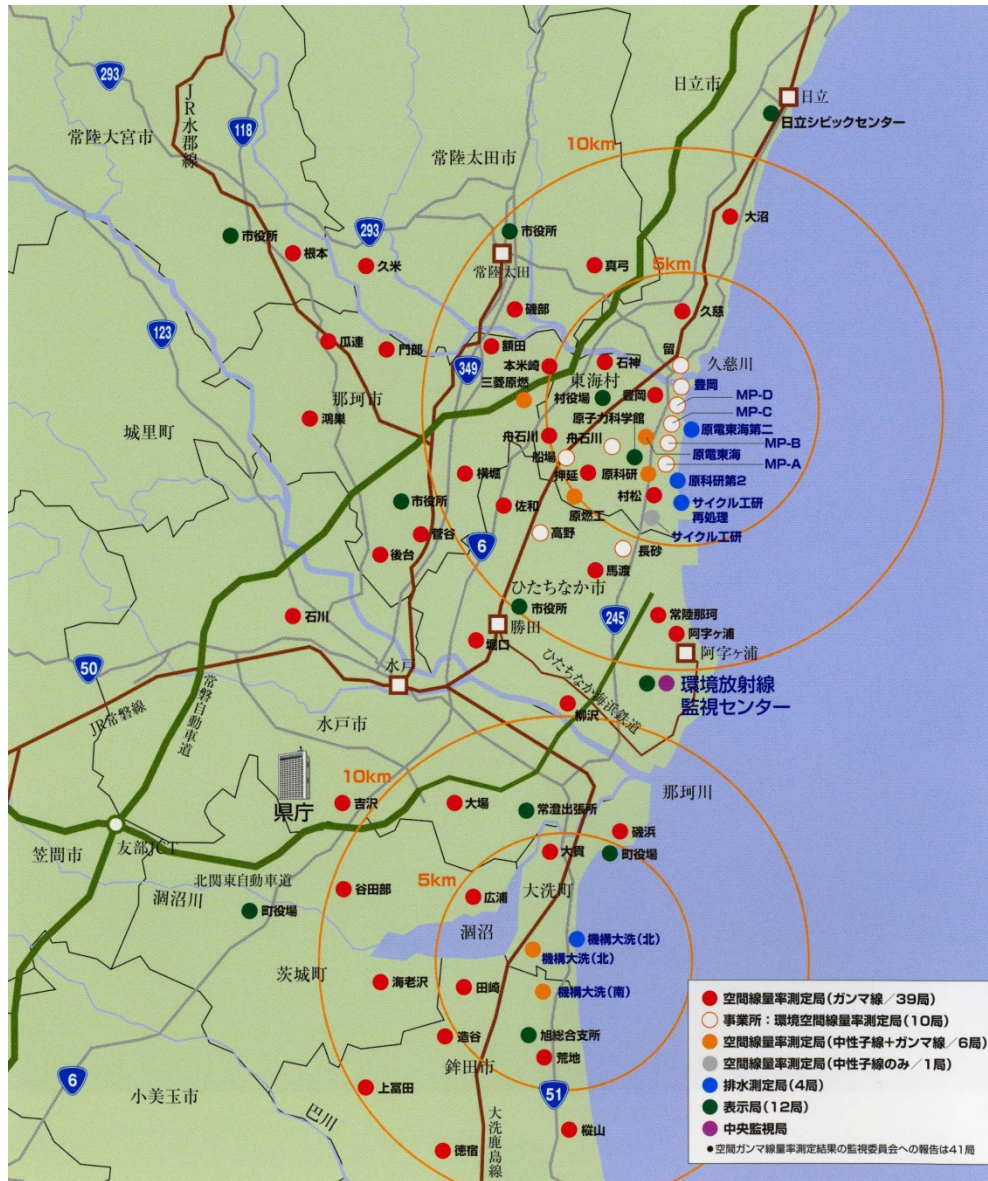 293
JR水郡線
常陸大宮市
118
日立市
日立
日立シビックセンター
10km
常陸太田市
大沼
293
市役所
市役所
根本
久米
常陸太田
真弓
5km
磯部
久慈
123
瓜連
門部
額田
留
349
本米崎
石神
久慈川
三菱原燃
東海村
豊岡
村役場
豊岡
MP-D
那珂市
原子力科学館
MP-C
鴻巣
城里町
舟石川
舟石川
原電東海第二
船場
原電東海
MP-B
横堀
押延
原科研
MP-A
原科研第2
市役所
佐和
原燃工
村松
サイクル工研
再処理
菅谷
6
高野
サイクル工研
後台
長砂
馬渡
ひたちなか市
市役所
245
石川
勝田
常陸那珂
堀口
阿字ヶ浦
阿字ヶ浦
50
水戸
ひたちなか海浜鉄道
環境放射線
監視センター
JR常磐線
常磐自動車道
水戸市
柳沢
10km
那珂川
県庁
吉沢
大場
常澄出張所
磯浜
笠間市
友部JCT
大貫
町役場
北関東自動車道
5km
谷田部
大洗町
涸沼川
広浦
町役場
涸沼
機構大洗(北)
機構大洗(北)
茨城町
海老沢
田崎
機構大洗(南)
造谷
旭総合支所
荒地
鉾田市
6
上冨田
51
小美玉市
巴川
大洗鹿島線
樅山
徳宿
空間線量率測定局(ガンマ線/39局)
事業所:環境空間線量率測定局(10局)
空間線量率測定局(中性子線+ガンマ線/6局)
空間線量率測定局(中性子線のみ/1局)
排水測定局(4局)
表示局(12局)
中央監視局
●空間ガンマ線量率測定結果の監視委員会への報告は41局